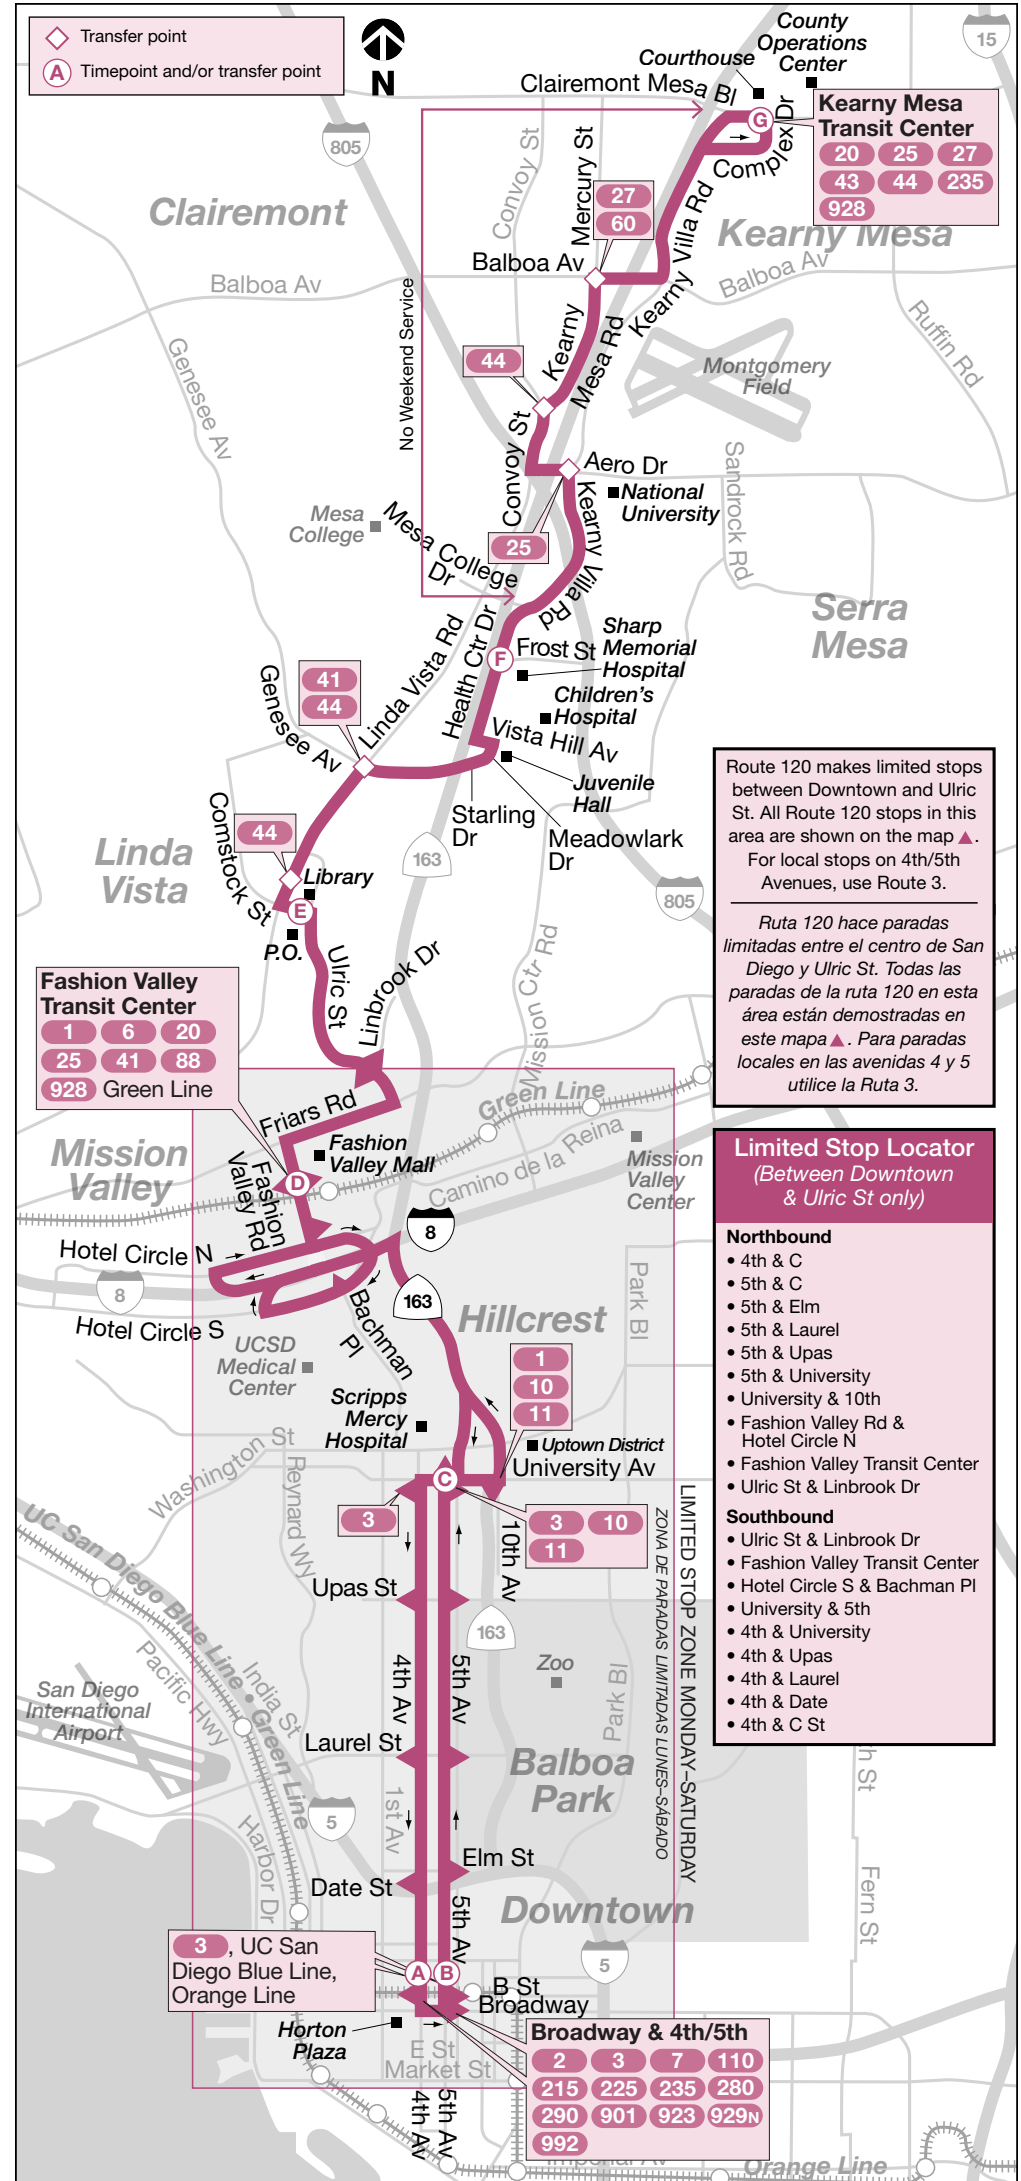 Transfer point
A Timepoint and/or transfer point
N
County
Operations
Center
Courthouse
15
Clairemont Mesa Bl
G
Complex Dr
Kearny Mesa
Transit Center
20 25 27
43 44 235
928
805
Convoy St
Mercury St
27
60
Clairemont
Kearny Mesa
Kearny Villa Rd
Balboa Av
Balboa Av
Balboa Av
Ruffin Rd
No Weekend Service
Genesee Av
Kearny
Mesa Rd
44
Montgomery
Field
Convoy St
Aero Dr
National
University
Sandrock Rd
Mesa
College
Mesa College
Dr
25
Kearny Villa Rd
Serra
Mesa
Sharp
Memorial
Hospital
F
Frost St
Health Ctr Dr
Linda Vista Rd
41
44
Genesee Av
Children's
Hospital
Vista Hill Av
Juvenile
Hall
Starling
Dr
Meadowlark
Dr
163
805
Comstock St
44
Linda
Vista
Library
E
P.O.
Ulric St
Linbrook Dr
Mission Ctr Rd
Route 120 makes limited stops
between Downtown and Ulric
St. All Route 120 stops in this
area are shown on the map ▲.
For local stops on 4th/5th
Avenues, use Route 3.
Ruta 120 hace paradas
limitadas entre el centro de San
Diego y Ulric St. Todas las
paradas de la ruta 120 en esta
área están demostradas en
este mapa ▲. Para paradas
locales en las avenidas 4 y 5
utilice la Ruta 3.
Fashion Valley
Transit Center
1 6 20
25 41 88
928 Green Line
Friars Rd
Green Line
Mission
Valley
Fashion
Valley Mall
D
Fashion
Valley Rd
Camino de la Reina
Mission
Valley
Center
8
Hotel Circle N
8
Hotel Circle S
163
Bachman
Pl
Park Bl
Hillcrest
UCSD
Medical
Center
Scripps
Mercy
Hospital
1
10
11
Uptown District
University Av
Washington St
Reynard Wy
C
3
3 10
11
10th Av
Limited Stop Locator
(Between Downtown
& Ulric St only)
Northbound
• 4th & C
• 5th & C
• 5th & Elm
• 5th & Laurel
• 5th & Upas
• 5th & University
• University & 10th
• Fashion Valley Rd &
Hotel Circle N
• Fashion Valley Transit Center
• Ulric St & Linbrook Dr
Southbound
• Ulric St & Linbrook Dr
• Fashion Valley Transit Center
• Hotel Circle S & Bachman Pl
• University & 5th
• 4th & University
• 4th & Upas
• 4th & Laurel
• 4th & Date
• 4th & C St
LIMITED STOP ZONE MONDAY–SATURDAY
ZONA DE PARADAS LIMITADAS LUNES–SÁBADO
UC San Diego Blue Line • Green Line
Upas St
163
Zoo
Park Bl
4th Av
5th Av
Pacific Hwy
India St
San Diego
International
Airport
Laurel St
Balboa
Park
1st Av
5
Harbor Dr
Elm St
Date St
Fern St
Downtown
5th Av
3, UC San
Diego Blue Line,
Orange Line
A B
5
B St
Broadway
Horton
Plaza
E St
Market St
4th Av
5th Av
Broadway & 4th/5th
2 3 7 110
215 225 235 280
290 901 923 929N
992
Imperial Av
Orange Line